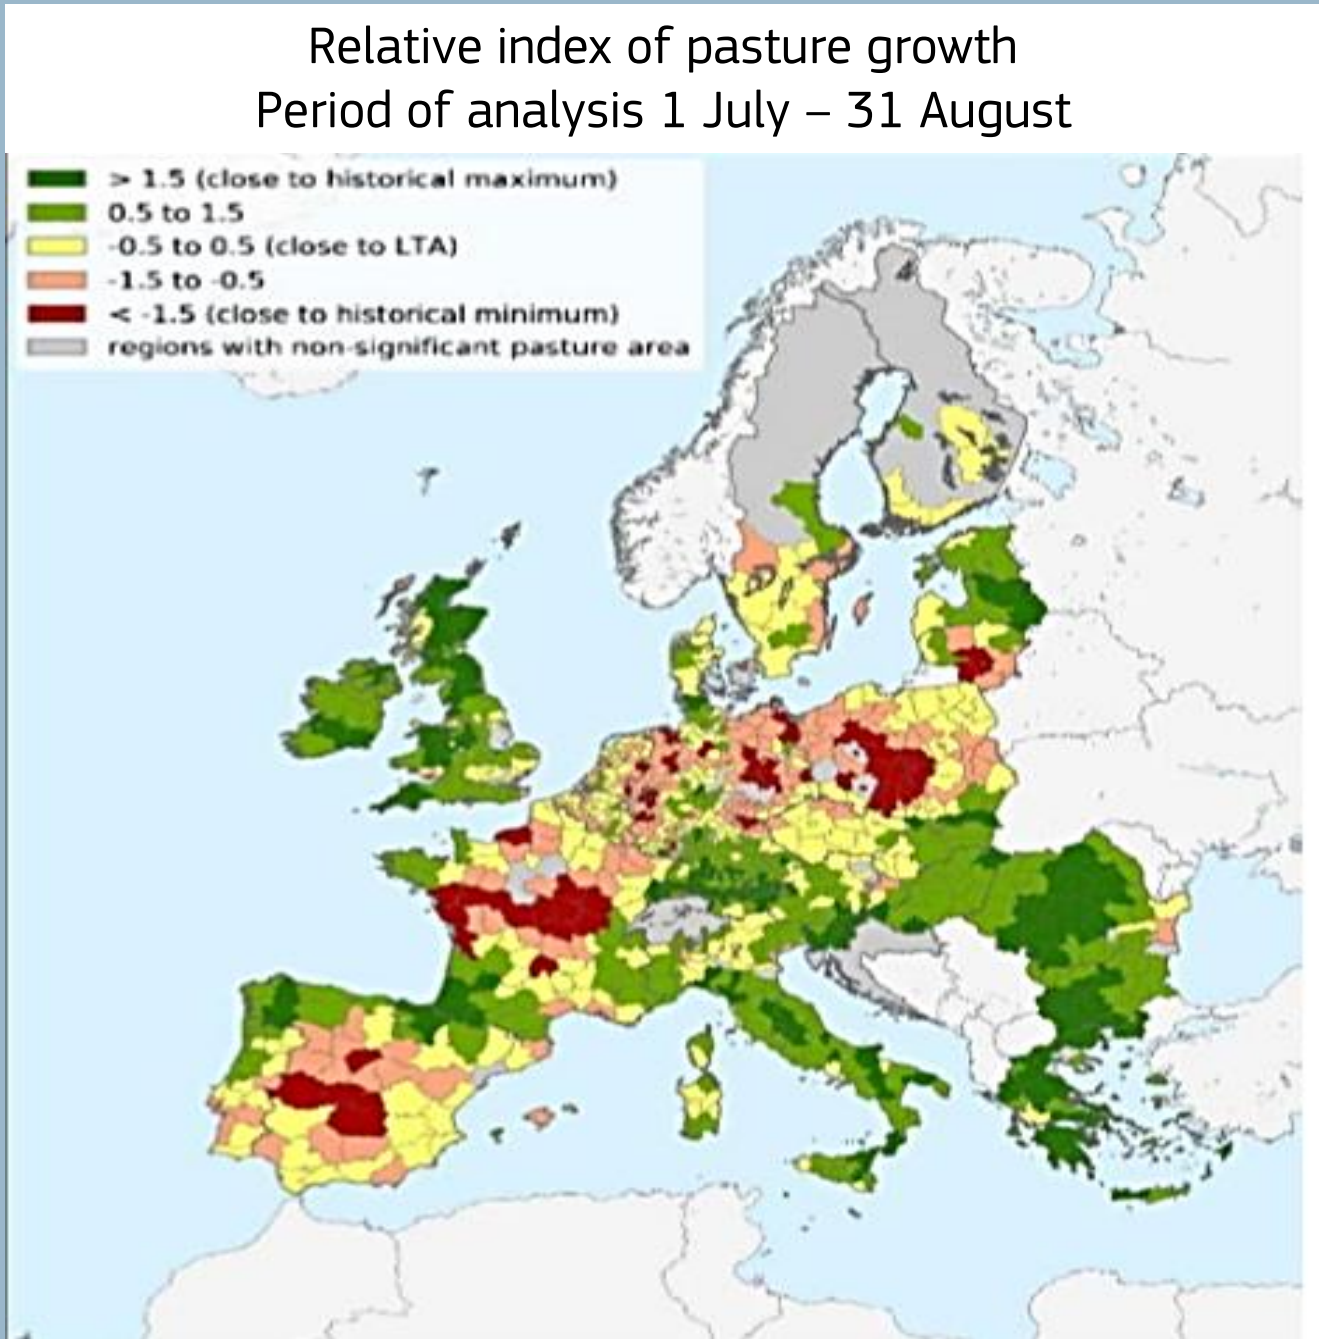 Relative index of pasture growth
Period of analysis 1 July – 31 August
> 1.5 (close to historical maximum)
0.5 to 1.5
-0.5 to 0.5 (close to LTA)
-1.5 to -0.5
< -1.5 (close to historical minimum)
regions with non-significant pasture area